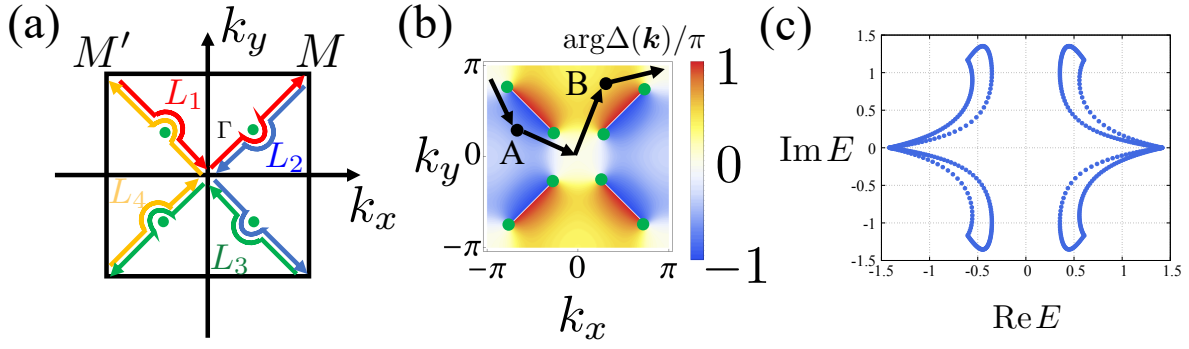 (a)
k_y
M′
M
L_1
Γ
L_2
L_4
k_x
L_3
(b)
argΔ(k)/π
π
B
A
k_y
0
−π
−π
0
π
k_x
1
0
−1
(c)
1.5
1
0.5
Im E
0
-0.5
-1
-1.5
-1.5
-1
-0.5
0
0.5
1
1.5
Re E